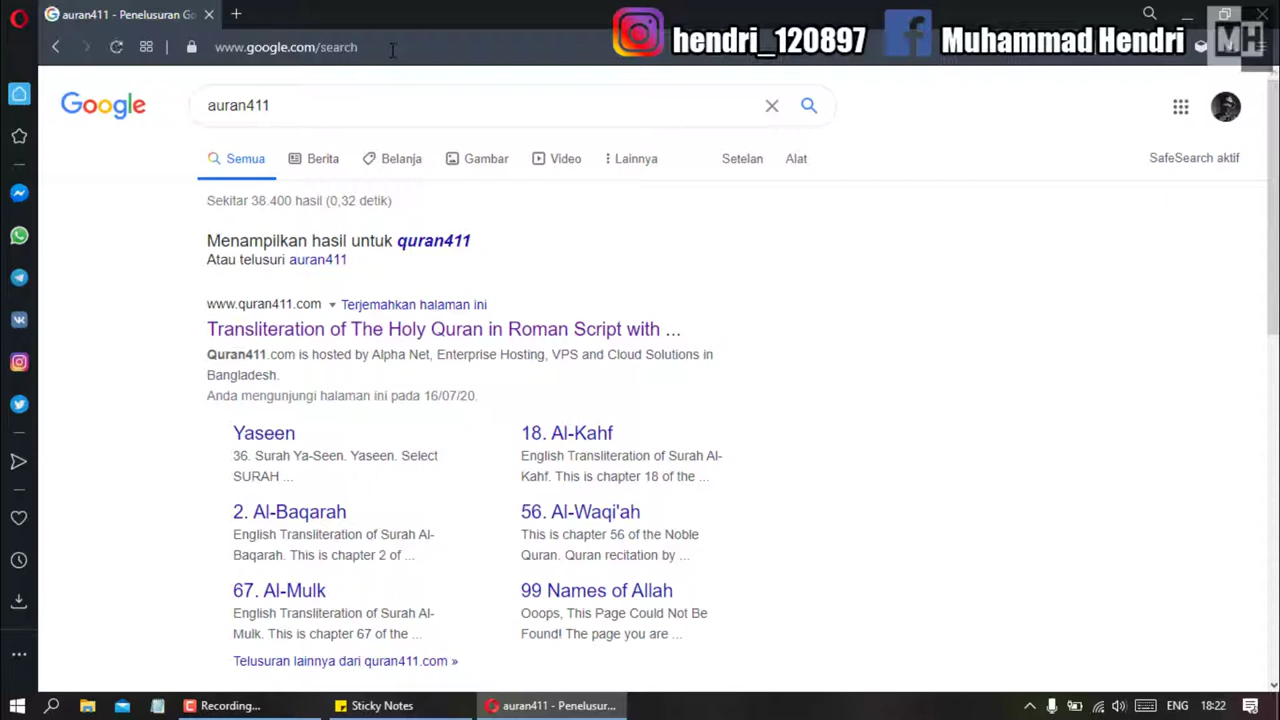 auran411 - Penelusuran Go
hendri_120897
Muhammad Hendri
MH
www.google.com/search
Google
auran411
Semua
Berita
Belanja
Gambar
Video
Lainnya
Setelan
Alat
SafeSearch aktif
Sekitar 38.400 hasil (0,32 detik)
Menampilkan hasil untuk quran411
Atau telusuri auran411
www.quran411.com Terjemahkan halaman ini
Transliteration of The Holy Quran in Roman Script with ...
Quran411.com is hosted by Alpha Net, Enterprise Hosting, VPS and Cloud Solutions in
Bangladesh.
Anda mengunjungi halaman ini pada 16/07/20.
Yaseen
36. Surah Ya-Seen. Yaseen. Select
SURAH ...
18. Al-Kahf
English Transliteration of Surah Al-
Kahf. This is chapter 18 of the ...
2. Al-Baqarah
English Transliteration of Surah Al-
Baqarah. This is chapter 2 of ...
56. Al-Waqi'ah
This is chapter 56 of the Noble
Quran. Quran recitation by ...
67. Al-Mulk
English Transliteration of Surah Al-
Mulk. This is chapter 67 of the ...
99 Names of Allah
Ooops, This Page Could Not Be
Found! The page you are ...
Telusuran lainnya dari quran411.com »
Recording...
Sticky Notes
auran411 - Penelusur...
ENG
18:22